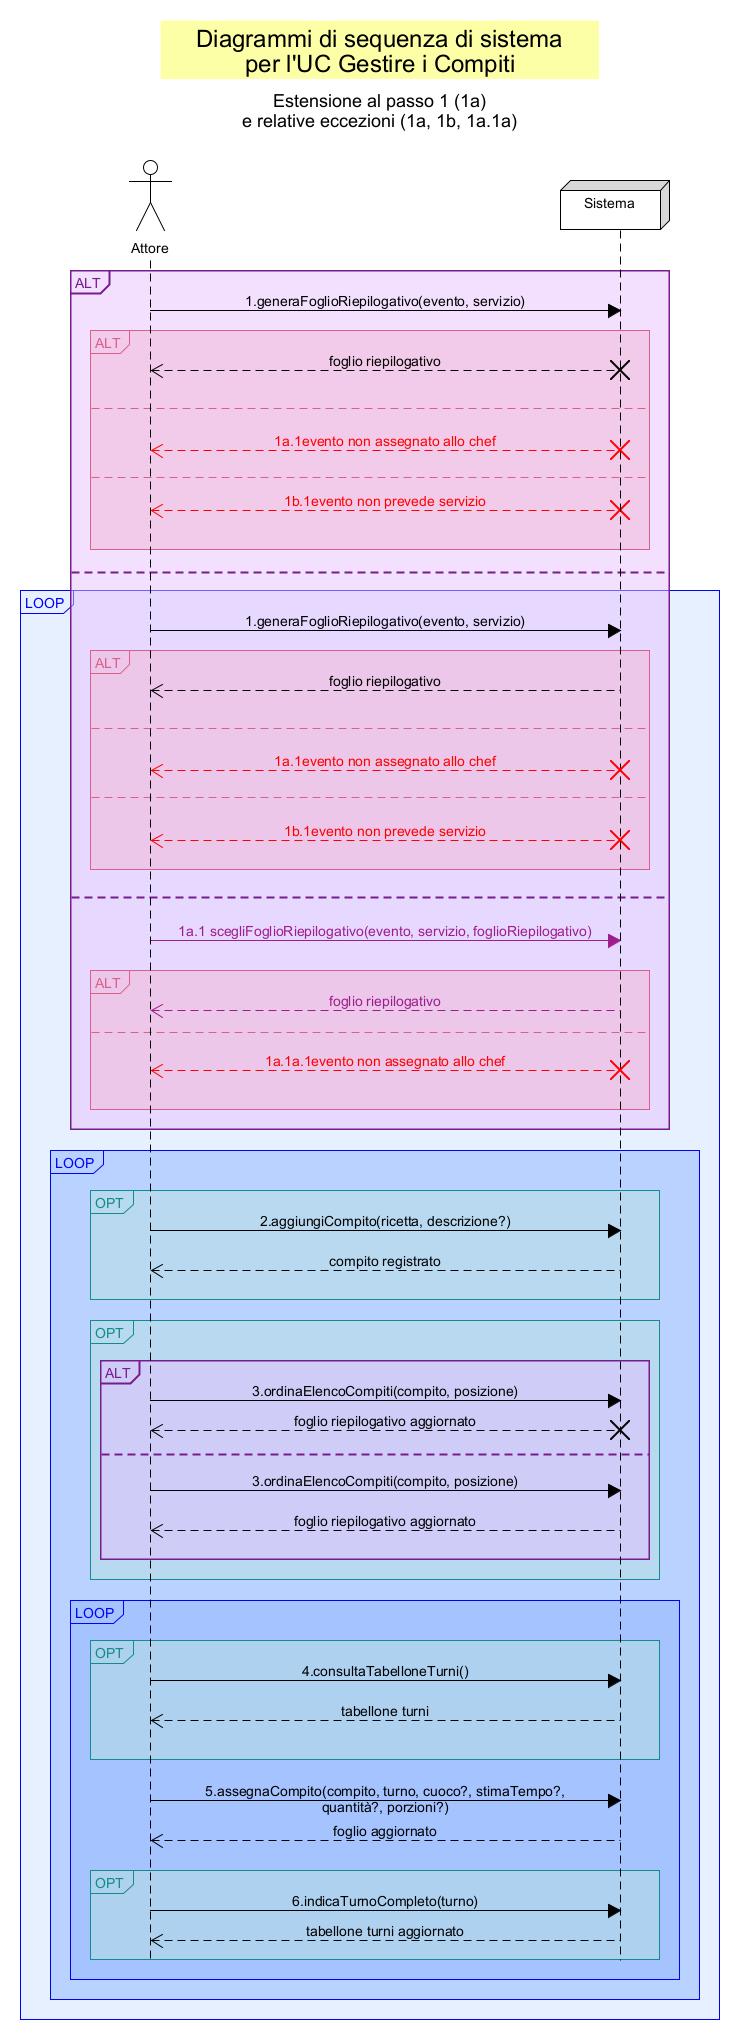 Diagrammi di sequenza di sistema
per l'UC Gestire i Compiti
Estensione al passo 1 (1a)
e relative eccezioni (1a, 1b, 1a.1a)
Attore
Sistema
ALT
1.generaFoglioRiepilogativo(evento, servizio)
ALT
foglio riepilogativo
1a.1evento non assegnato allo chef
1b.1evento non prevede servizio
LOOP
1.generaFoglioRiepilogativo(evento, servizio)
ALT
foglio riepilogativo
1a.1evento non assegnato allo chef
1b.1evento non prevede servizio
1a.1 scegliFoglioRiepilogativo(evento, servizio, foglioRiepilogativo)
ALT
foglio riepilogativo
1a.1a.1evento non assegnato allo chef
LOOP
OPT
2.aggiungiCompito(ricetta, descrizione?)
compito registrato
OPT
ALT
3.ordinaElencoCompiti(compito, posizione)
foglio riepilogativo aggiornato
3.ordinaElencoCompiti(compito, posizione)
foglio riepilogativo aggiornato
LOOP
OPT
4.consultaTabelloneTurni()
tabellone turni
5.assegnaCompito(compito, turno, cuoco?, stimaTempo?,
quantità?, porzioni?)
foglio aggiornato
OPT
6.indicaTurnoCompleto(turno)
tabellone turni aggiornato